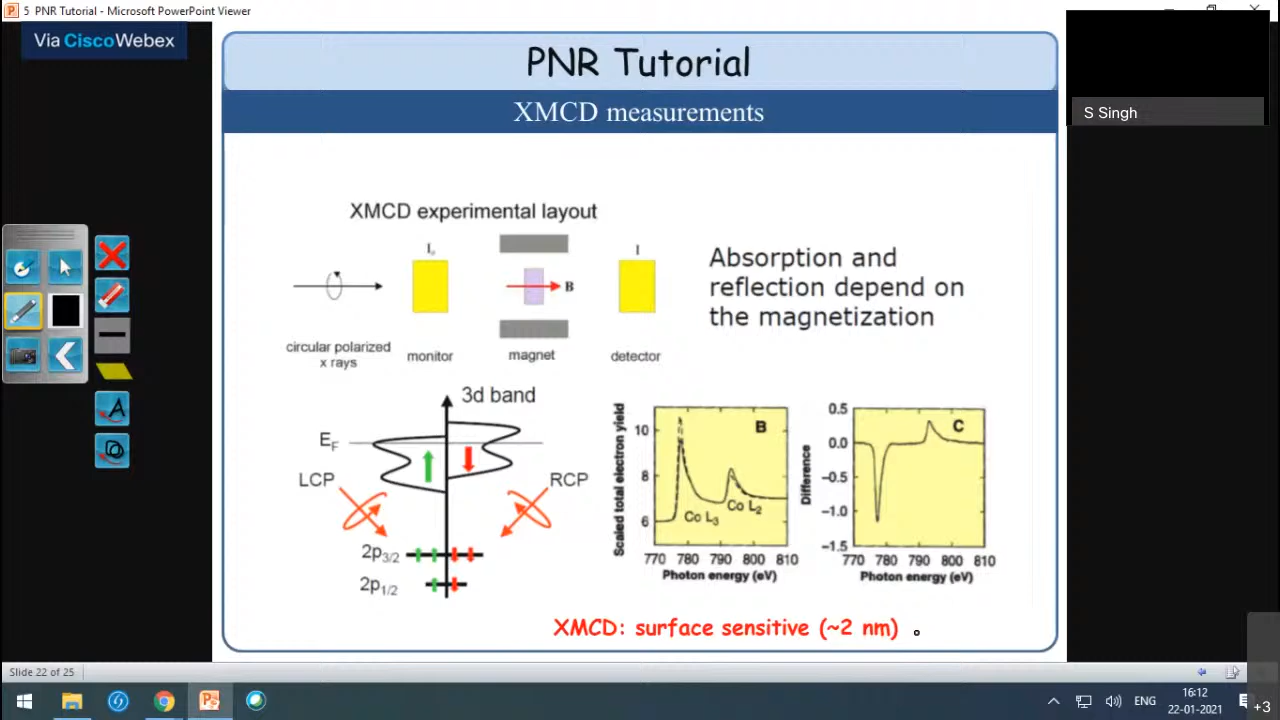 5 PNR Tutorial - Microsoft PowerPoint Viewer
Via CiscoWebex
PNR Tutorial
XMCD measurements
S Singh
XMCD experimental layout
I₀
I
B
Absorption and
reflection depend on
the magnetization
circular polarized
x rays
monitor
magnet
detector
3d band
E_F
LCP
RCP
2p3/2
2p1/2
Scaled total electron yield
10
8
6
B
Co L₃
Co L₂
770 780 790 800 810
Photon energy (eV)
Difference
0.5
0.0
−0.5
−1.0
−1.5
C
770 780 790 800 810
Photon energy (eV)
XMCD: surface sensitive (~2 nm)
Slide 22 of 25
ENG
16:12
22-01-2021
+3